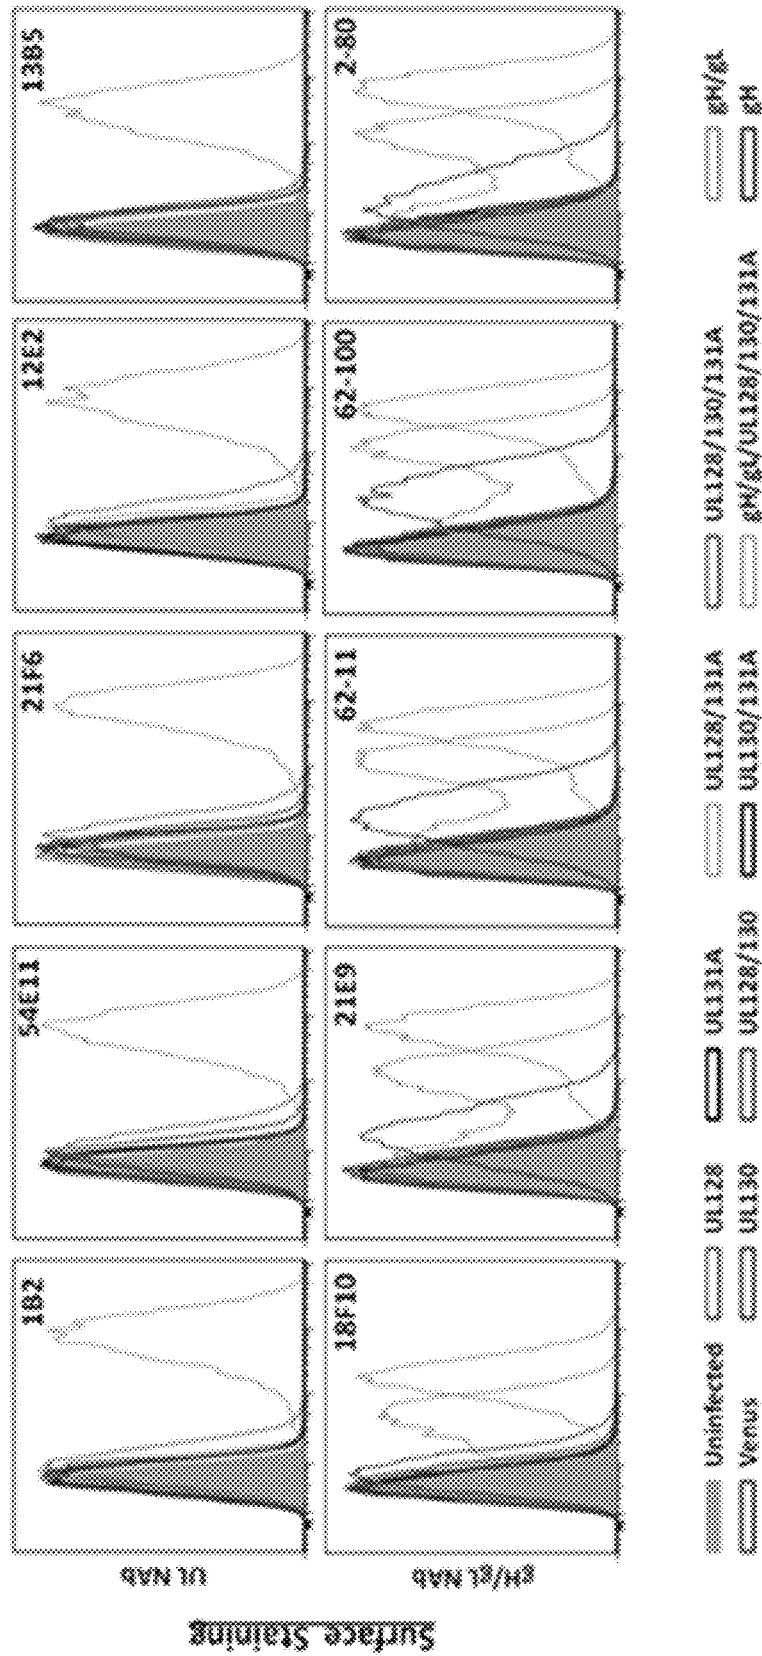 Surface Staining
UL NAb
1B2
54E11
21F6
12E2
13B5
gH/gL NAb
18F10
21E9
62-11
62-100
2-80
Uninfected
UL128
UL131A
UL128/131A
UL128/130/131A
gH/gL
Venus
UL130
UL128/130
UL130/131A
gH/gL/UL128/130/131A
gH